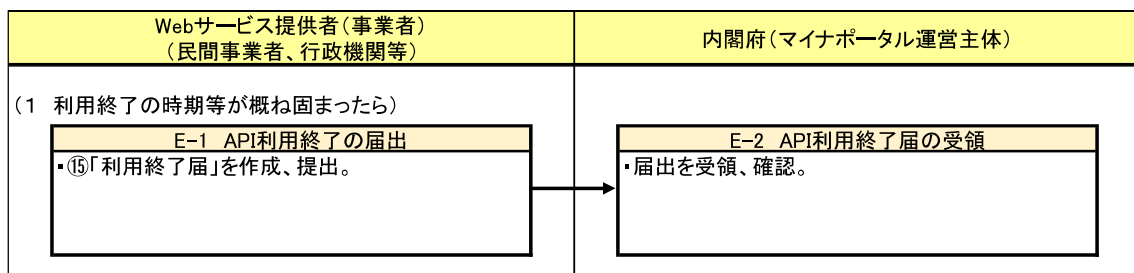 Webサービス提供者（事業者）
（民間事業者、行政機関等）
内閣府（マイナポータル運営主体）
（１　利用終了の時期等が概ね固まったら）
E-1　API利用終了の届出
・⑮「利用終了届」を作成、提出。
E-2　API利用終了届の受領
・届出を受領、確認。